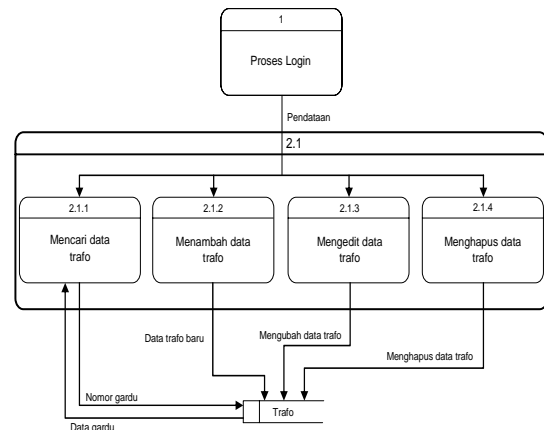 1
Proses Login
Pendataan
2.1
2.1.1
Mencari data
trafo
2.1.2
Menambah data
trafo
2.1.3
Mengedit data
trafo
2.1.4
Menghapus data
trafo
Data trafo baru
Mengubah data trafo
Menghapus data trafo
Nomor gardu
Trafo
Data gardu